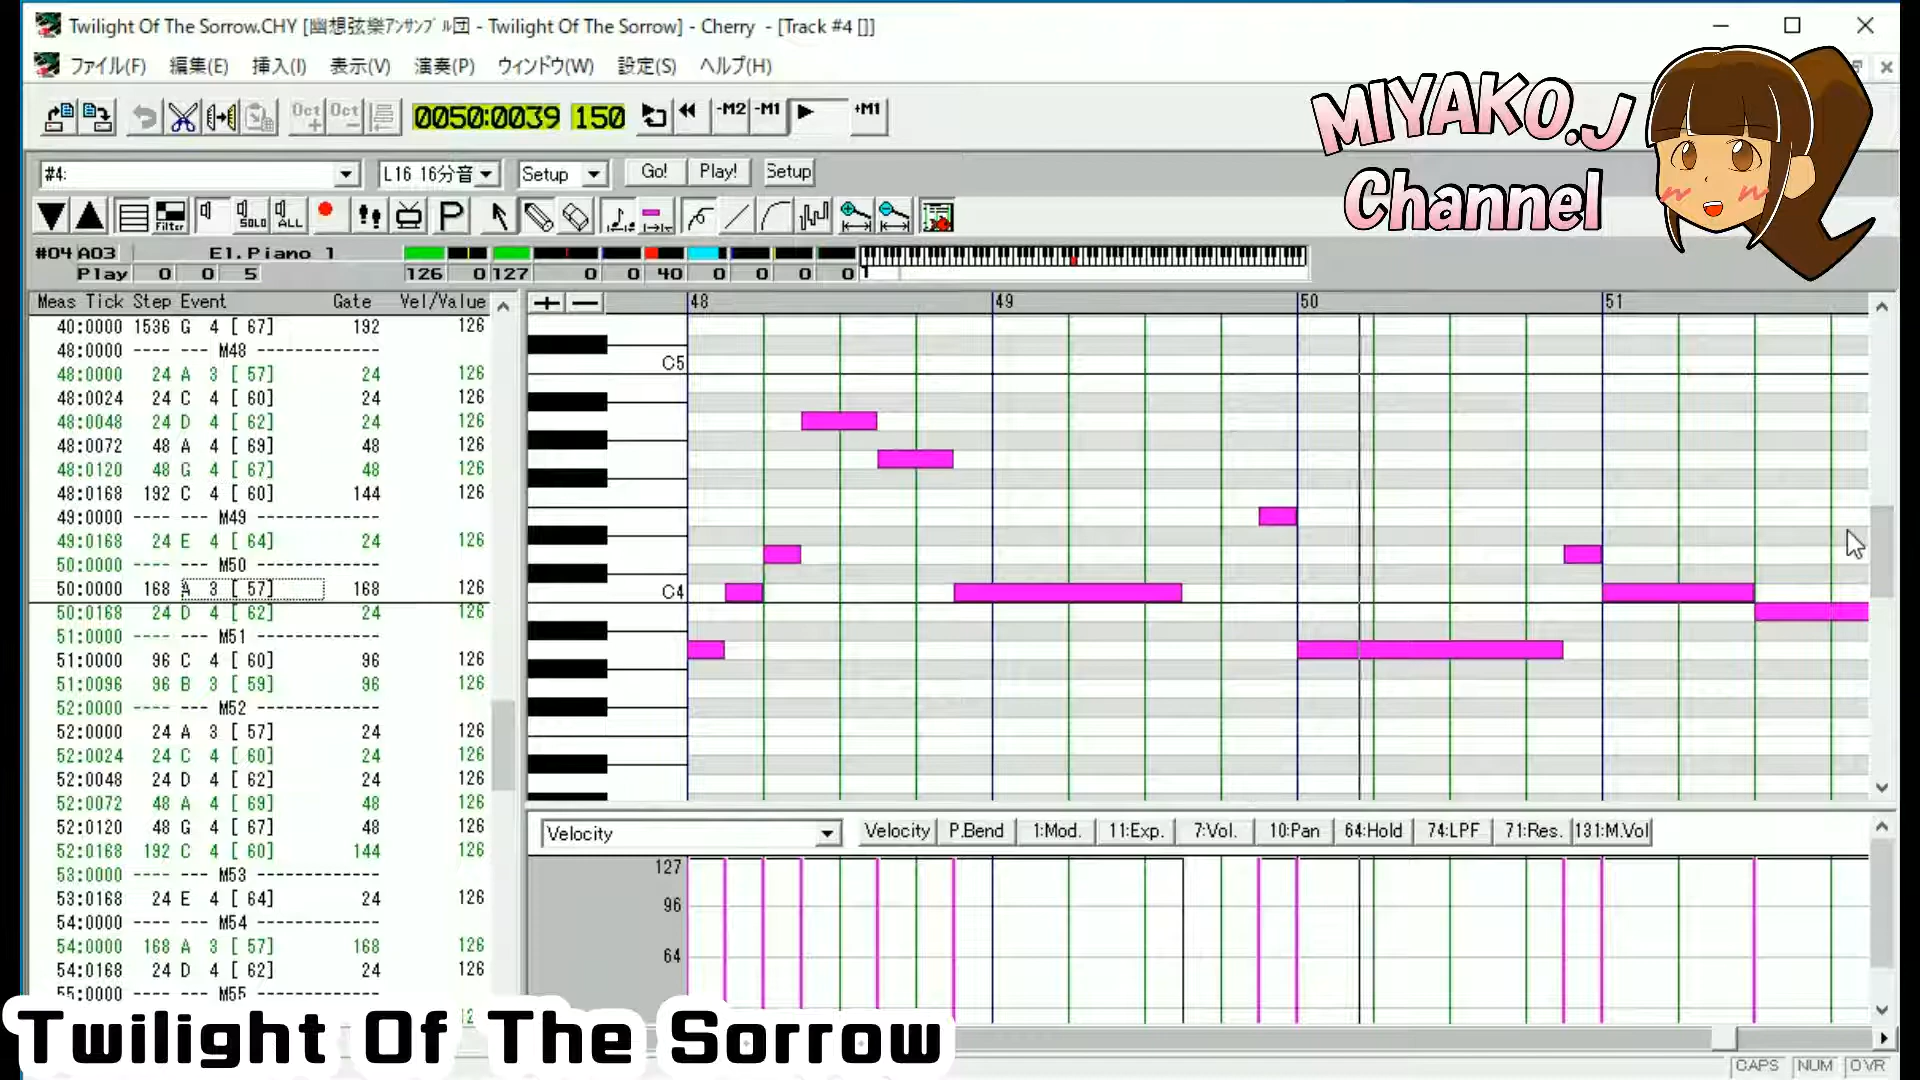 Twilight Of The Sorrow.CHY [幽想弦樂ｱﾝｻﾝﾌﾞﾙ団 - Twilight Of The Sorrow] - Cherry - [Track #4 []]
ファイル(F) 編集(E) 挿入(I) 表示(V) 演奏(P) ウィンドウ(W) 設定(S) ヘルプ(H)
MIYAKO.J
Channel
Oct + Oct - 0050:0039 150 -M2 -M1 +M1
#4: L16 16分音 Setup Go! Play! Setup
Filter SOLO ALL P
#04 A03 El.Piano 1
Play 0 0 5 126 0 127 0 0 40 0 0 0 0 1
Meas Tick Step Event Gate Vel/Value
40:0000 1536 G 4 [ 67] 192 126
48:0000 ---- --- M48 ---------------
48:0000 24 A 3 [ 57] 24 126
48:0024 24 C 4 [ 60] 24 126
48:0048 24 D 4 [ 62] 24 126
48:0072 48 A 4 [ 69] 48 126
48:0120 48 G 4 [ 67] 48 126
48:0168 192 C 4 [ 60] 144 126
49:0000 ---- --- M49 ---------------
49:0168 24 E 4 [ 64] 24 126
50:0000 ---- --- M50 ---------------
50:0000 168 A 3 [ 57] 168 126
50:0168 24 D 4 [ 62] 24 126
51:0000 ---- --- M51 ---------------
51:0000 96 C 4 [ 60] 96 126
51:0096 96 B 3 [ 59] 96 126
52:0000 ---- --- M52 ---------------
52:0000 24 A 3 [ 57] 24 126
52:0024 24 C 4 [ 60] 24 126
52:0048 24 D 4 [ 62] 24 126
52:0072 48 A 4 [ 69] 48 126
52:0120 48 G 4 [ 67] 48 126
52:0168 192 C 4 [ 60] 144 126
53:0000 ---- --- M53 ---------------
53:0168 24 E 4 [ 64] 24 126
54:0000 ---- --- M54 ---------------
54:0000 168 A 3 [ 57] 168 126
54:0168 24 D 4 [ 62] 24 126
55:0000 ---- --- M55 ---------------
48 49 50 51
C5
C4
Velocity Velocity P.Bend 1:Mod. 11:Exp. 7:Vol. 10:Pan 64:Hold 74:LPF 71:Res. 131:M.Vol
127
96
64
Twilight Of The Sorrow
CAPS NUM OVR